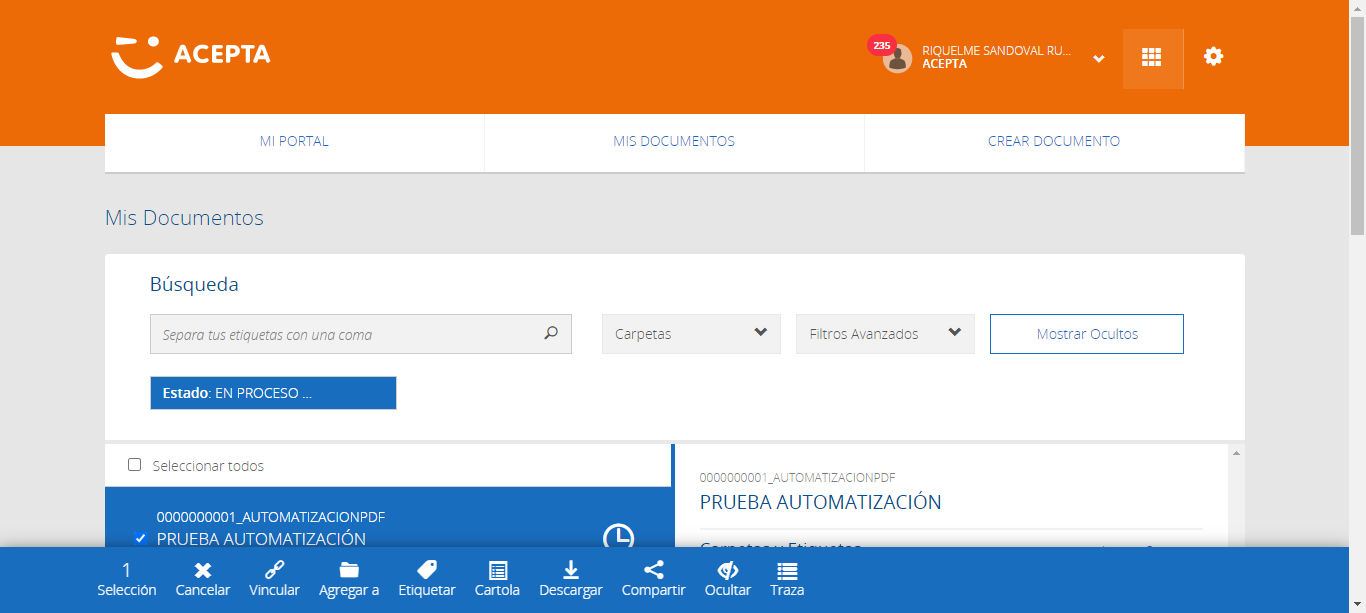 ACEPTA
235
RIQUELME SANDOVAL RU...
ACEPTA
MI PORTAL
MIS DOCUMENTOS
CREAR DOCUMENTO
Mis Documentos
Búsqueda
Separa tus etiquetas con una coma
Carpetas
Filtros Avanzados
Mostrar Ocultos
Estado: EN PROCESO ...
Seleccionar todos
0000000001_AUTOMATIZACIONPDF
PRUEBA AUTOMATIZACIÓN
0000000001_AUTOMATIZACIONPDF
PRUEBA AUTOMATIZACIÓN
Carpetas y Etiquetas
1
Selección
Cancelar
Vincular
Agregar a
Etiquetar
Cartola
Descargar
Compartir
Ocultar
Traza